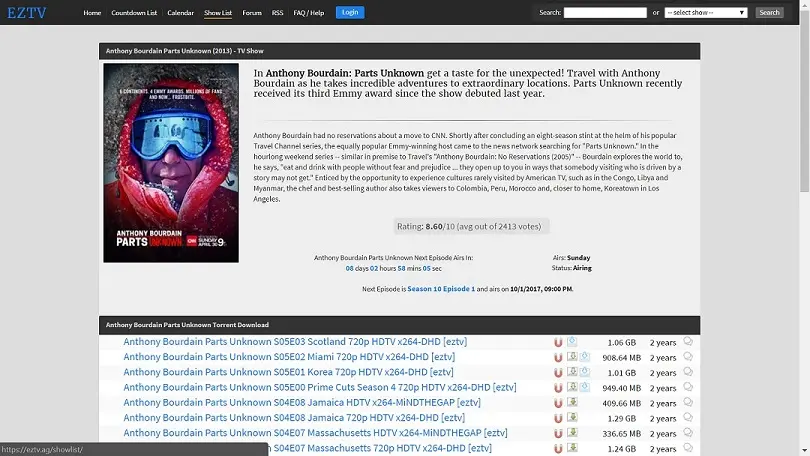 EZTV
Home Countdown List Calendar Show List Forum RSS FAQ / Help Login Search: or -- select show -- Search
Anthony Bourdain Parts Unknown (2013) - TV Show
6 CONTINENTS. 4 EMMY AWARDS. MILLIONS OF FANS
AND NOW... FROSTBITE.
ANTHONY BOURDAIN
PARTS UNKNOWN
CNN SUNDAY APRIL 30 9
In Anthony Bourdain: Parts Unknown get a taste for the unexpected! Travel with Anthony
Bourdain as he takes incredible adventures to extraordinary locations. Parts Unknown recently
received its third Emmy award since the show debuted last year.
Anthony Bourdain had no reservations about a move to CNN. Shortly after concluding an eight-season stint at the helm of his popular
Travel Channel series, the equally popular Emmy-winning host came to the news network searching for "Parts Unknown." In the
hourlong weekend series -- similar in premise to Travel's "Anthony Bourdain: No Reservations (2005)" -- Bourdain explores the world to,
he says, "eat and drink with people without fear and prejudice ... they open up to you in ways that somebody visiting who is driven by a
story may not get." Enticed by the opportunity to experience cultures rarely visited by American TV, such as in the Congo, Libya and
Myanmar, the chef and best-selling author also takes viewers to Colombia, Peru, Morocco and, closer to home, Koreatown in Los
Angeles.
Rating: 8.60/10 (avg out of 2413 votes)
Anthony Bourdain Parts Unknown Next Episode Airs In:
08 days 02 hours 58 mins 05 sec
Airs: Sunday
Status: Airing
Next Episode is Season 10 Episode 1 and airs on 10/1/2017, 09:00 PM.
Anthony Bourdain Parts Unknown Torrent Download
Anthony Bourdain Parts Unknown S05E03 Scotland 720p HDTV x264-DHD [eztv] 1.06 GB 2 years
Anthony Bourdain Parts Unknown S05E02 Miami 720p HDTV x264-DHD [eztv] 908.64 MB 2 years
Anthony Bourdain Parts Unknown S05E01 Korea 720p HDTV x264-DHD [eztv] 1.01 GB 2 years
Anthony Bourdain Parts Unknown S05E00 Prime Cuts Season 4 720p HDTV x264-DHD [eztv] 949.40 MB 2 years
Anthony Bourdain Parts Unknown S04E08 Jamaica HDTV x264-MiNDTHEGAP [eztv] 409.66 MB 2 years
Anthony Bourdain Parts Unknown S04E08 Jamaica 720p HDTV x264-DHD [eztv] 1.29 GB 2 years
Anthony Bourdain Parts Unknown S04E07 Massachusetts HDTV x264-MiNDTHEGAP [eztv] 336.65 MB 2 years
n Bourdain Parts Unknown S04E07 Massachusetts 720p HDTV x264-DHD [eztv] 1.24 GB 2 years
https://eztv.ag/showlist/